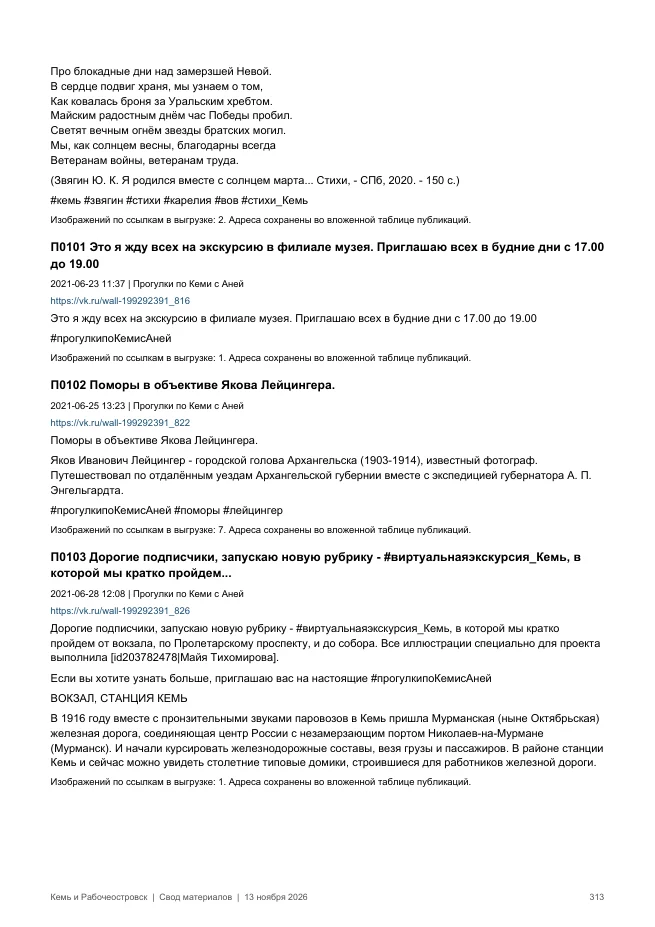 Про блокадные дни над замерзшей Невой.
В сердце подвиг храня, мы узнаем о том,
Как ковалась броня за Уральским хребтом.
Майским радостным днём час Победы пробил.
Светят вечным огнём звезды братских могил.
Мы, как солнцем весны, благодарны всегда
Ветеранам войны, ветеранам труда.
(Звягин Ю. К. Я родился вместе с солнцем марта... Стихи, - СПб, 2020. - 150 с.)
#кемь #звягин #стихи #карелия #вов #стихи_Кемь
Изображений по ссылкам в выгрузке: 2. Адреса сохранены во вложенной таблице публикаций.
П0101 Это я жду всех на экскурсию в филиале музея. Приглашаю всех в будние дни с 17.00
до 19.00
2021-06-23 11:37 | Прогулки по Кеми с Аней
https://vk.ru/wall-199292391_816
Это я жду всех на экскурсию в филиале музея. Приглашаю всех в будние дни с 17.00 до 19.00
#прогулкипоКемисАней
Изображений по ссылкам в выгрузке: 1. Адреса сохранены во вложенной таблице публикаций.
П0102 Поморы в объективе Якова Лейцингера.
2021-06-25 13:23 | Прогулки по Кеми с Аней
https://vk.ru/wall-199292391_822
Поморы в объективе Якова Лейцингера.
Яков Иванович Лейцингер - городской голова Архангельска (1903-1914), известный фотограф.
Путешествовал по отдалённым уездам Архангельской губернии вместе с экспедицией губернатора А. П.
Энгельгардта.
#прогулкипоКемисАней #поморы #лейцингер
Изображений по ссылкам в выгрузке: 7. Адреса сохранены во вложенной таблице публикаций.
П0103 Дорогие подписчики, запускаю новую рубрику - #виртуальнаяэкскурсия_Кемь, в
которой мы кратко пройдем...
2021-06-28 12:08 | Прогулки по Кеми с Аней
https://vk.ru/wall-199292391_826
Дорогие подписчики, запускаю новую рубрику - #виртуальнаяэкскурсия_Кемь, в которой мы кратко
пройдем от вокзала, по Пролетарскому проспекту, и до собора. Все иллюстрации специально для проекта
выполнила [id203782478|Майя Тихомирова].
Если вы хотите узнать больше, приглашаю вас на настоящие #прогулкипоКемисАней
ВОКЗАЛ, СТАНЦИЯ КЕМЬ
В 1916 году вместе с пронзительными звуками паровозов в Кемь пришла Мурманская (ныне Октябрьская)
железная дорога, соединяющая центр России с незамерзающим портом Николаев-на-Мурмане
(Мурманск). И начали курсировать железнодорожные составы, везя грузы и пассажиров. В районе станции
Кемь и сейчас можно увидеть столетние типовые домики, строившиеся для работников железной дороги.
Изображений по ссылкам в выгрузке: 1. Адреса сохранены во вложенной таблице публикаций.
Кемь и Рабочеостровск | Свод материалов | 13 ноября 2026
313